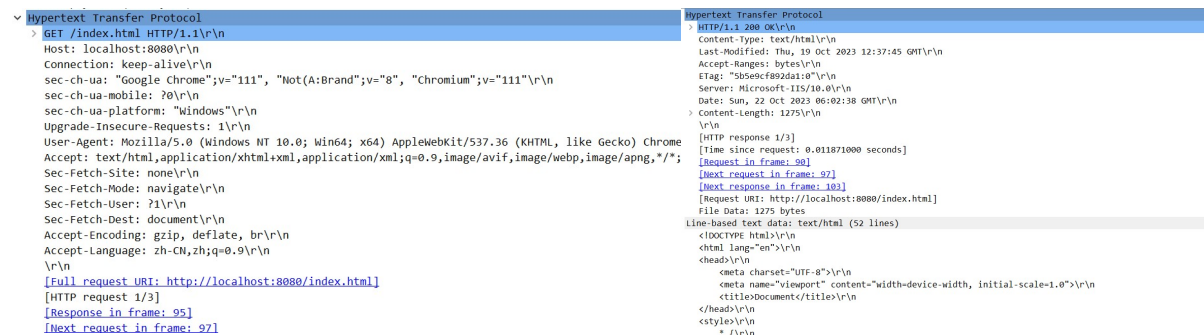 Hypertext Transfer Protocol
GET /index.html HTTP/1.1\r\n
Host: localhost:8080\r\n
Connection: keep-alive\r\n
sec-ch-ua: "Google Chrome";v="111", "Not(A:Brand";v="8", "Chromium";v="111"\r\n
sec-ch-ua-mobile: ?0\r\n
sec-ch-ua-platform: "Windows"\r\n
Upgrade-Insecure-Requests: 1\r\n
User-Agent: Mozilla/5.0 (Windows NT 10.0; Win64; x64) AppleWebKit/537.36 (KHTML, like Gecko) Chrome
Accept: text/html,application/xhtml+xml,application/xml;q=0.9,image/avif,image/webp,image/apng,*/*;
Sec-Fetch-Site: none\r\n
Sec-Fetch-Mode: navigate\r\n
Sec-Fetch-User: ?1\r\n
Sec-Fetch-Dest: document\r\n
Accept-Encoding: gzip, deflate, br\r\n
Accept-Language: zh-CN,zh;q=0.9\r\n
\r\n
[Full request URI: http://localhost:8080/index.html]
[HTTP request 1/3]
[Response in frame: 95]
[Next request in frame: 97]
Hypertext Transfer Protocol
HTTP/1.1 200 OK\r\n
Content-Type: text/html\r\n
Last-Modified: Thu, 19 Oct 2023 12:37:45 GMT\r\n
Accept-Ranges: bytes\r\n
ETag: "5b5e9cf892da1:0"\r\n
Server: Microsoft-IIS/10.0\r\n
Date: Sun, 22 Oct 2023 06:02:38 GMT\r\n
Content-Length: 1275\r\n
\r\n
[HTTP response 1/3]
[Time since request: 0.011871000 seconds]
[Request in frame: 90]
[Next request in frame: 97]
[Next response in frame: 103]
[Request URI: http://localhost:8080/index.html]
File Data: 1275 bytes
Line-based text data: text/html (52 lines)
<!DOCTYPE html>\r\n
<html lang="en">\r\n
<head>\r\n
<meta charset="UTF-8">\r\n
<meta name="viewport" content="width=device-width, initial-scale=1.0">\r\n
<title>Document</title>\r\n
</head>\r\n
<style>\r\n
* {\r\n